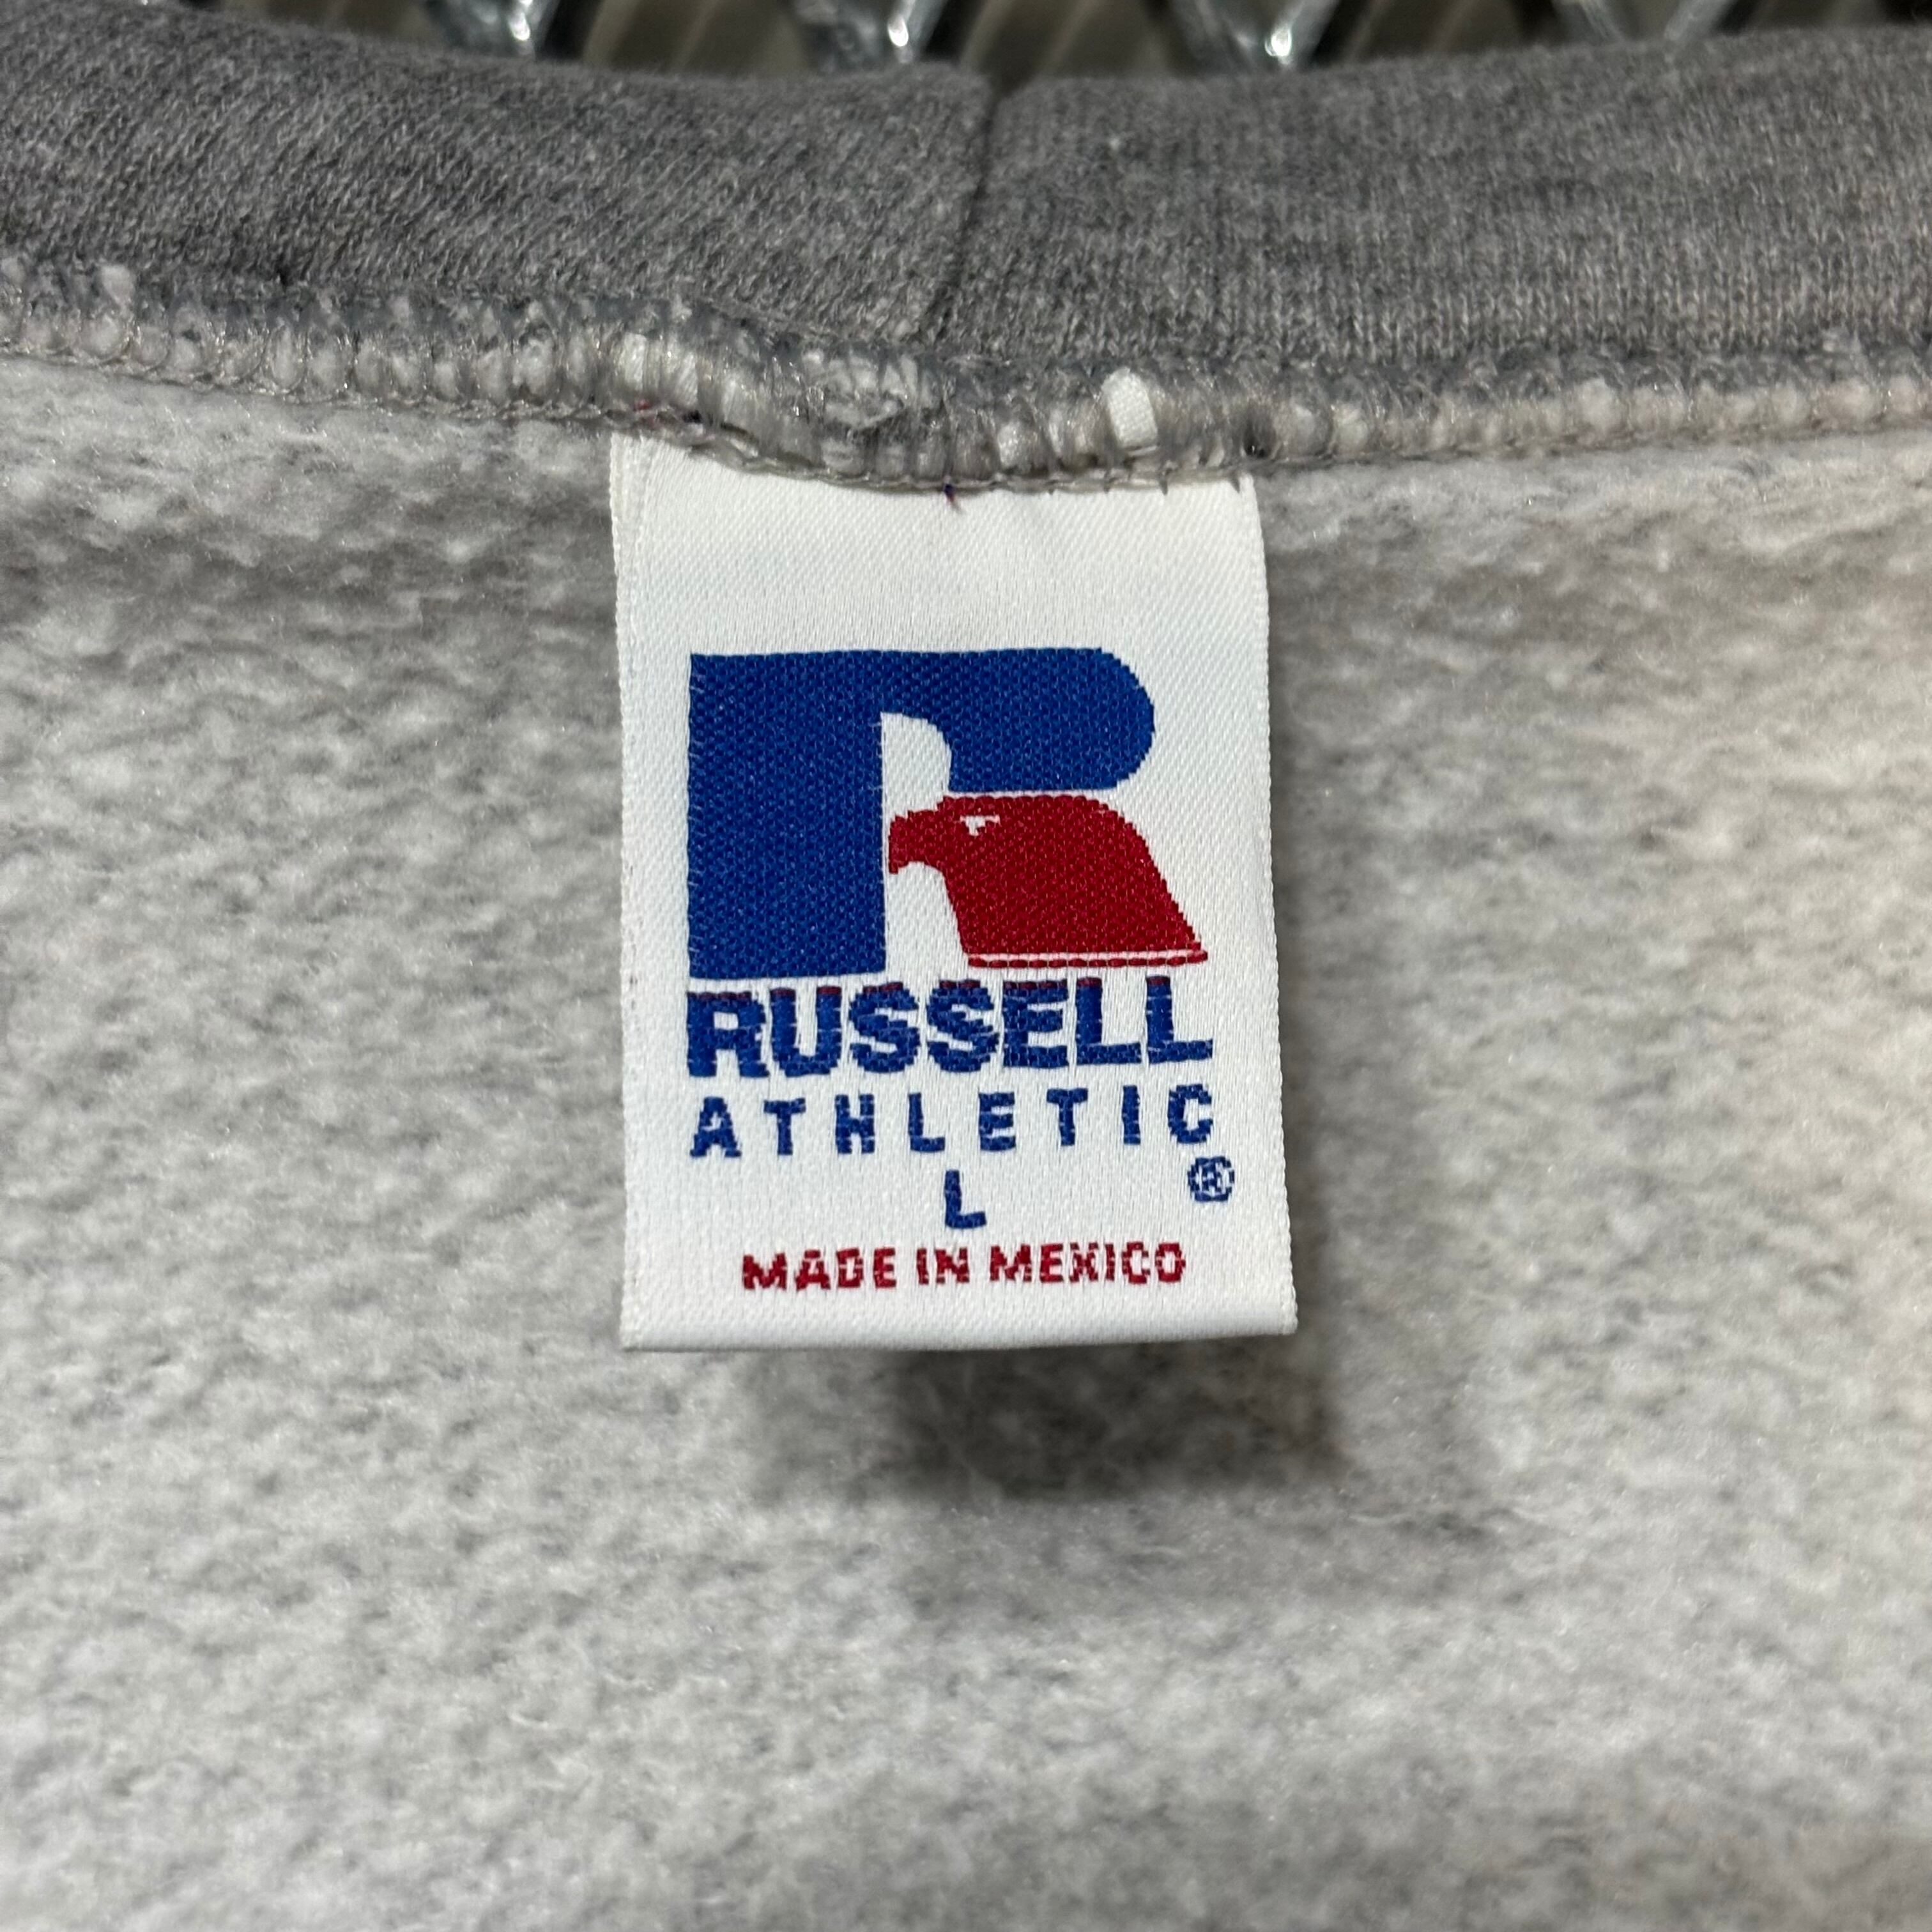 RUSSELL
ATHLETIC
®
L
MADE IN MEXICO